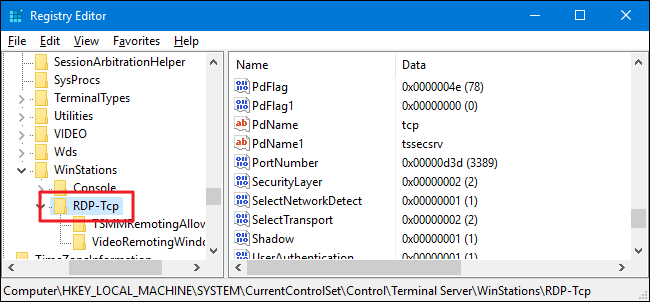 Registry Editor
File Edit View Favorites Help
SessionArbitrationHelper
SysProcs
TerminalTypes
Utilities
VIDEO
Wds
WinStations
Console
RDP-Tcp
TSMMRemotingAllow
VideoRemotingWindo
TimeZoneInformation
Name Data
PdFlag 0x0000004e (78)
PdFlag1 0x00000000 (0)
PdName tcp
PdName1 tssecsrv
PortNumber 0x00000d3d (3389)
SecurityLayer 0x00000002 (2)
SelectNetworkDetect 0x00000001 (1)
SelectTransport 0x00000002 (2)
Shadow 0x00000001 (1)
UserAuthentication 0x00000001 (1)
Computer\HKEY_LOCAL_MACHINE\SYSTEM\CurrentControlSet\Control\Terminal Server\WinStations\RDP-Tcp